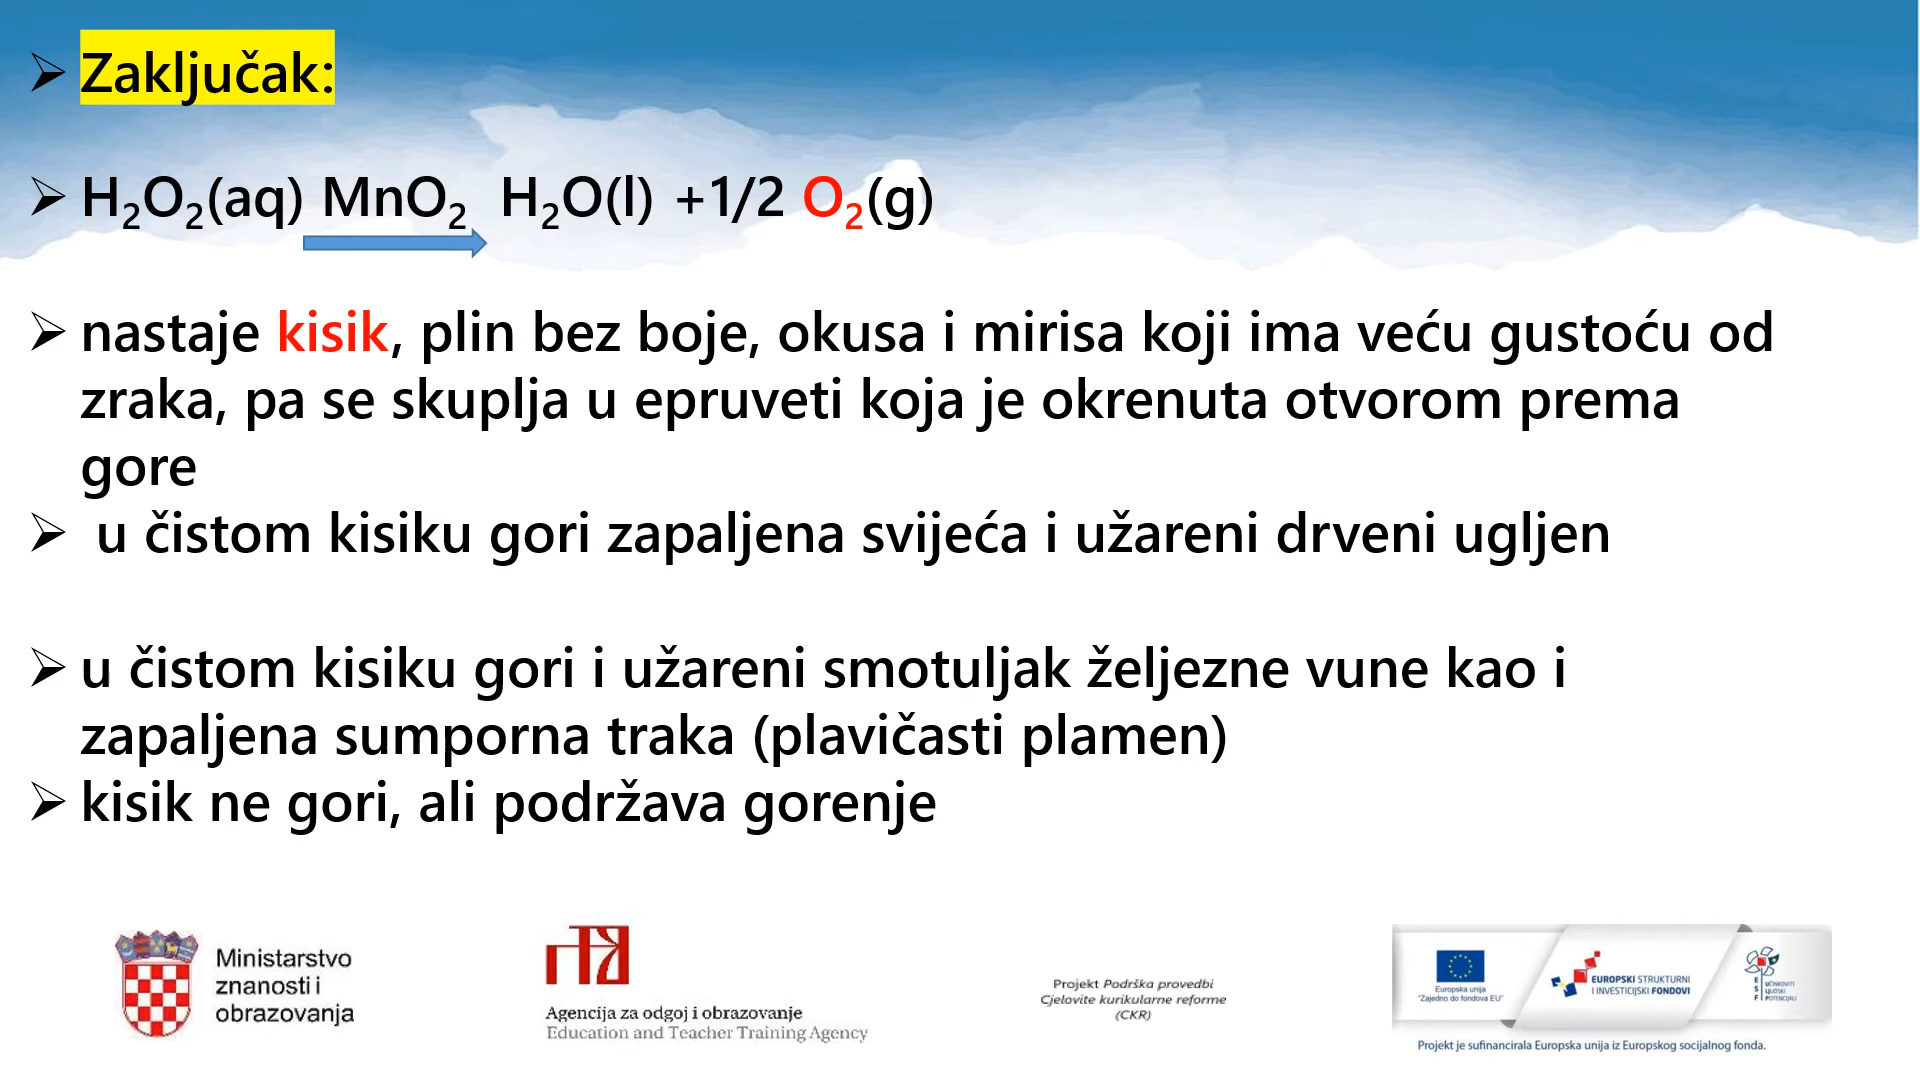 ➢ Zaključak:
➢ H₂O₂(aq) MnO₂ H₂O(l) +1/2 O₂(g)
➢ nastaje kisik, plin bez boje, okusa i mirisa koji ima veću gustoću od
zraka, pa se skuplja u epruveti koja je okrenuta otvorom prema
gore
➢ u čistom kisiku gori zapaljena svijeća i užareni drveni ugljen
➢ u čistom kisiku gori i užareni smotuljak željezne vune kao i
zapaljena sumporna traka (plavičasti plamen)
➢ kisik ne gori, ali podržava gorenje
Ministarstvo
znanosti i
obrazovanja
Agencija za odgoj i obrazovanje
Education and Teacher Training Agency
Projekt Podrška provedbi
Cjelovite kurikularne reforme
(CKR)
Europska unija
"Zajedno do fondova EU"
EUROPSKI STRUKTURNI
I INVESTICIJSKI FONDOVI
ESF
UČINKOVITI
LJUDSKI
POTENCIJALI
Projekt je sufinancirala Europska unija iz Europskog socijalnog fonda.